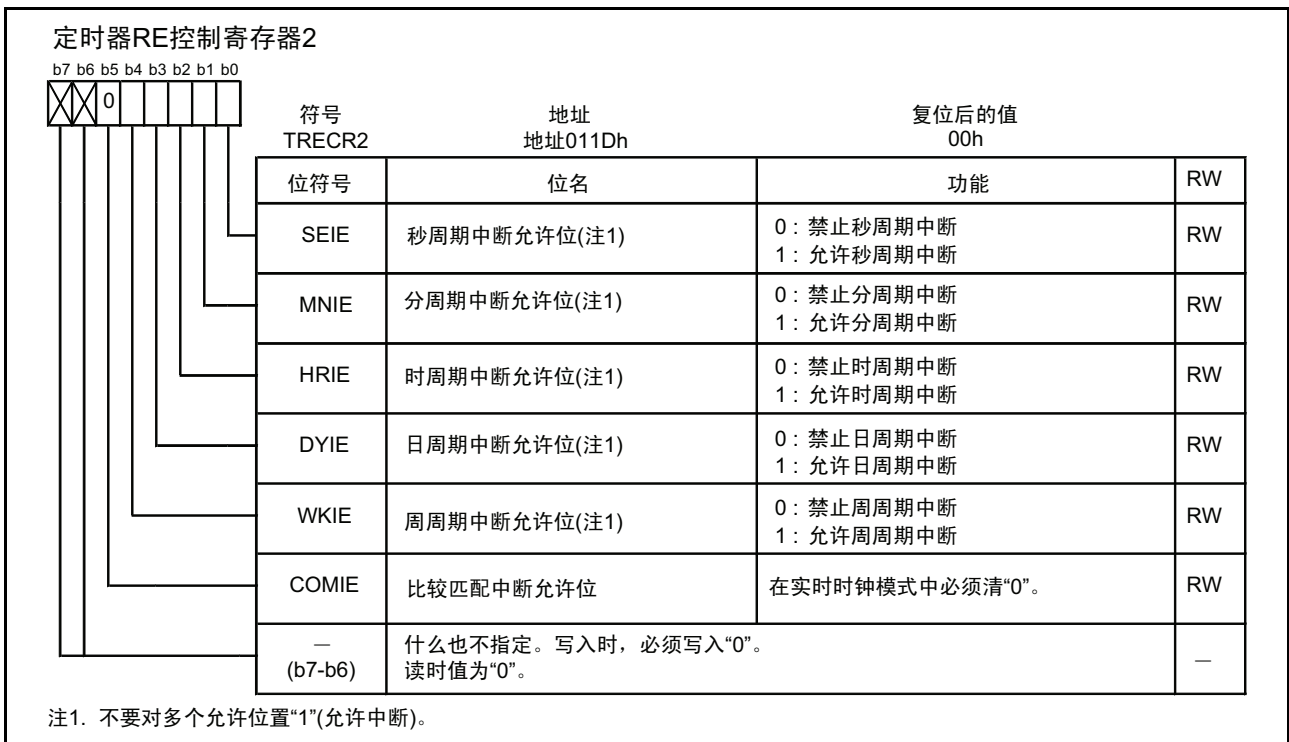 定时器RE控制寄存器2
b7 b6 b5 b4 b3 b2 b1 b0
0
符号 地址 复位后的值
TRECR2 地址011Dh 00h
位符号 位名 功能 RW
SEIE 秒周期中断允许位(注1) 0：禁止秒周期中断 RW
1：允许秒周期中断
MNIE 分周期中断允许位(注1) 0：禁止分周期中断 RW
1：允许分周期中断
HRIE 时周期中断允许位(注1) 0：禁止时周期中断 RW
1：允许时周期中断
DYIE 日周期中断允许位(注1) 0：禁止日周期中断 RW
1：允许日周期中断
WKIE 周周期中断允许位(注1) 0：禁止周周期中断 RW
1：允许周周期中断
COMIE 比较匹配中断允许位 在实时时钟模式中必须清“0”。 RW
— 什么也不指定。写入时，必须写入“0”。 —
(b7-b6) 读时值为“0”。
注1. 不要对多个允许位置“1”(允许中断)。